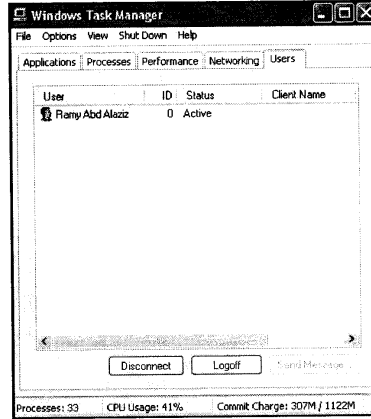 Windows Task Manager
File Options View Shut Down Help
Applications Processes Performance Networking Users
User ID Status Client Name
Ramy Abd Alaziz 0 Active
Disconnect Logoff Send Message...
Processes: 33 CPU Usage: 41% Commit Charge: 307M / 1122M